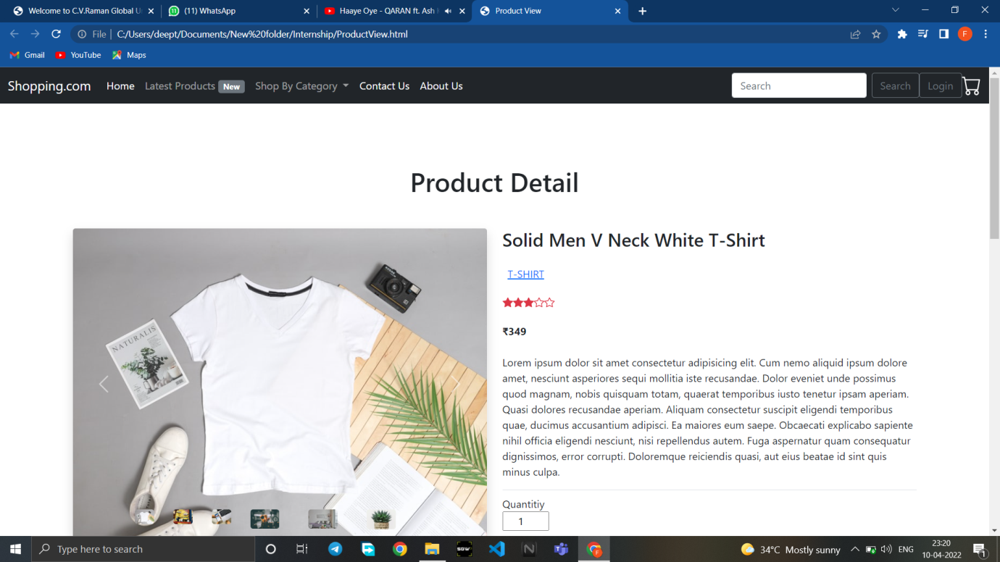 Welcome to C.V.Raman Global U
(11) WhatsApp
Haaye Oye - QARAN ft. Ash
Product View
File
C:/Users/deept/Documents/New%20folder/Internship/ProductView.html
F
Gmail
YouTube
Maps
Shopping.com
Home
Latest Products New
Shop By Category
Contact Us
About Us
Search
Search
Login
Product Detail
NATURALIS
Solid Men V Neck White T-Shirt
T-SHIRT
₹349
Lorem ipsum dolor sit amet consectetur adipisicing elit. Cum nemo aliquid ipsum dolore
amet, nesciunt asperiores sequi mollitia iste recusandae. Dolor eveniet unde possimus
quod magnam, nobis quisquam totam, quaerat temporibus iusto tenetur ipsam aperiam.
Quasi dolores recusandae aperiam. Aliquam consectetur suscipit eligendi temporibus
quae, ducimus accusantium adipisci. Ea maiores eum saepe. Obcaecati explicabo sapiente
nihil officia eligendi nesciunt, nisi repellendus autem. Fuga aspernatur quam consequatur
dignissimos, error corrupti. Doloremque reiciendis quasi, aut eius beatae id sint quis
minus culpa.
Quantitiy
1
Type here to search
SGW
34°C Mostly sunny
ENG
23:20
10-04-2022
1